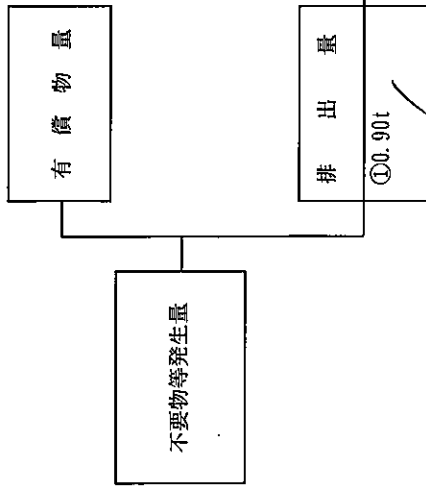 有償物量
不要物等発生量
排出量
①0.90t